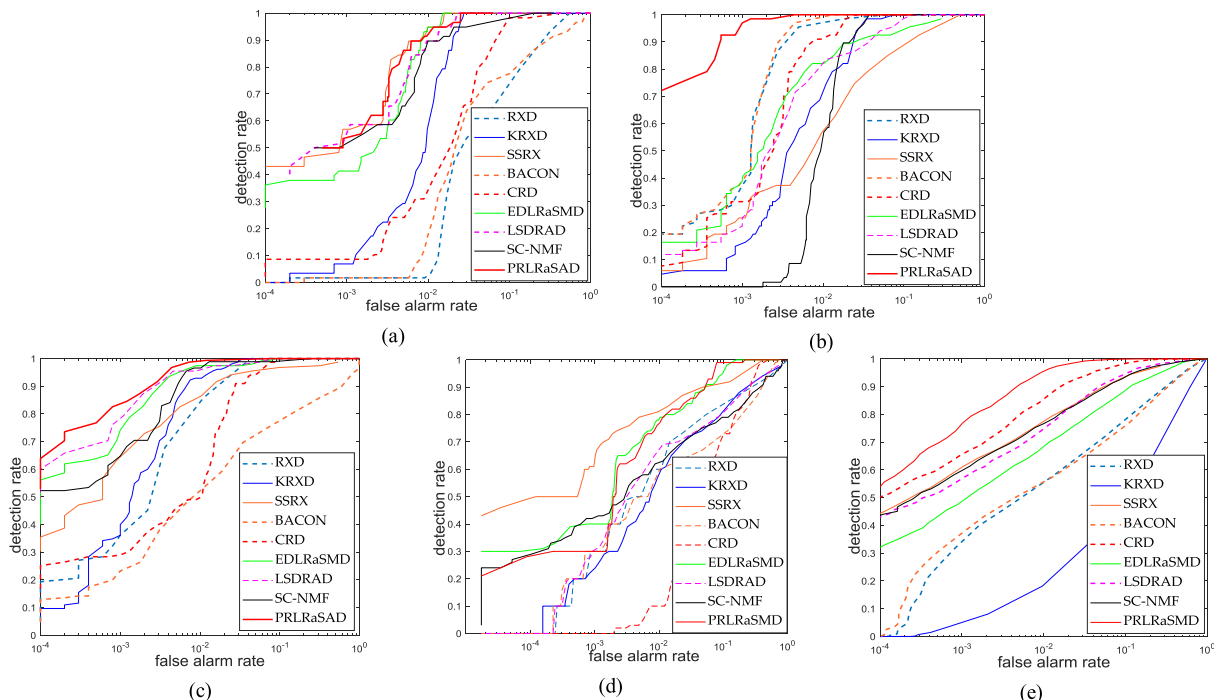 detection rate
1
0.9
0.8
0.7
0.6
0.5
0.4
0.3
0.2
0.1
0
10-4
10-3
10-2
10-1
100
false alarm rate
RXD
KRXD
SSRX
BACON
CRD
EDLRaSMD
LSDRAD
SC-NMF
PRLRaSAD
(a)
detection rate
1
0.9
0.8
0.7
0.6
0.5
0.4
0.3
0.2
0.1
0
10-4
10-3
10-2
10-1
100
false alarm rate
RXD
KRXD
SSRX
BACON
CRD
EDLRaSMD
LSDRAD
SC-NMF
PRLRaSAD
(b)
detection rate
1
0.9
0.8
0.7
0.6
0.5
0.4
0.3
0.2
0.1
0
10-4
10-3
10-2
10-1
100
false alarm rate
RXD
KRXD
SSRX
BACON
CRD
EDLRaSMD
LSDRAD
SC-NMF
PRLRaSAD
(c)
detection rate
1
0.9
0.8
0.7
0.6
0.5
0.4
0.3
0.2
0.1
0
10-4
10-3
10-2
10-1
100
false alarm rate
RXD
KRXD
SSRX
BACON
CRD
EDLRaSMD
LSDRAD
SC-NMF
PRLRaSMD
(d)
detection rate
1
0.9
0.8
0.7
0.6
0.5
0.4
0.3
0.2
0.1
0
10-4
10-3
10-2
10-1
100
false alarm rate
RXD
KRXD
SSRX
BACON
CRD
EDLRaSMD
LSDRAD
SC-NMF
PRLRaSMD
(e)